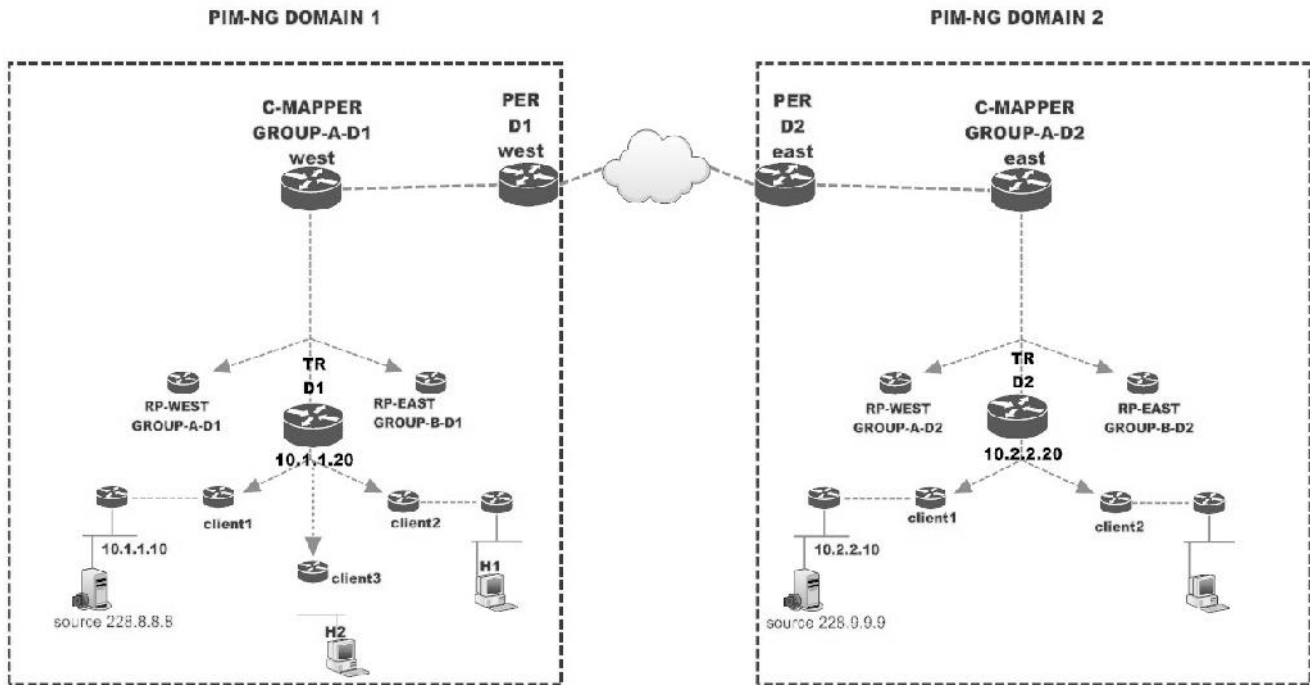 PIM-NG DOMAIN 1
PIM-NG DOMAIN 2
C-MAPPER
GROUP-A-D1
west
PER
D1
west
PER
D2
east
C-MAPPER
GROUP-A-D2
east
RP-WEST
GROUP-A-D1
TR
D1
RP-EAST
GROUP-B-D1
10.1.1.20
client1
client2
client3
10.1.1.10
source 228.8.8.8
H1
H2
RP-WEST
GROUP-A-D2
TR
D2
RP-EAST
GROUP-B-D2
10.2.2.20
client1
client2
10.2.2.10
source 228.9.9.9